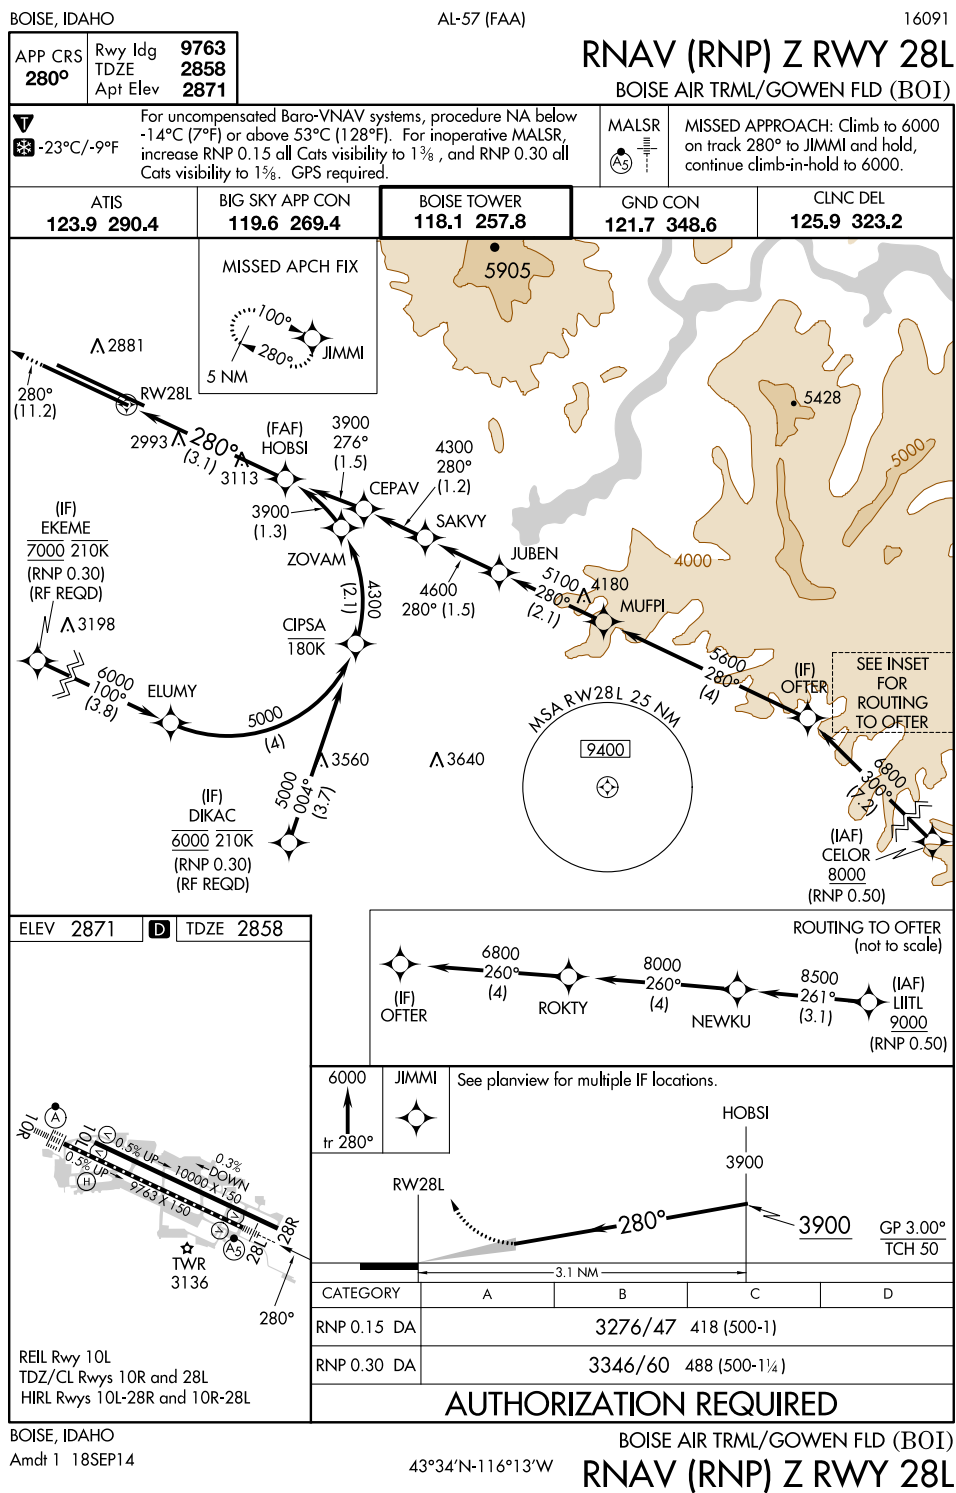 BOISE, IDAHO
AL-57 (FAA)
16091
APP CRS
280°
Rwy Idg 9763
TDZE 2858
Apt Elev 2871
RNAV (RNP) Z RWY 28L
BOISE AIR TRML/GOWEN FLD (BOI)
T
-23°C/-9°F
For uncompensated Baro-VNAV systems, procedure NA below
-14°C (7°F) or above 53°C (128°F). For inoperative MALSR,
increase RNP 0.15 all Cats visibility to 1⅜ , and RNP 0.30 all
Cats visibility to 1⅝. GPS required.
MALSR
A5
MISSED APPROACH: Climb to 6000
on track 280° to JIMMI and hold,
continue climb-in-hold to 6000.
ATIS
123.9 290.4
BIG SKY APP CON
119.6 269.4
BOISE TOWER
118.1 257.8
GND CON
121.7 348.6
CLNC DEL
125.9 323.2
MISSED APCH FIX
100°
280°
JIMMI
5 NM
5905
5428
5000
4000
2881
280°
(11.2)
RW28L
2993
280°
(3.1)
3113
(FAF)
HOBSI
3900
276°
(1.5)
4300
280°
(1.2)
CEPAV
3900
(1.3)
SAKVY
ZOVAM
JUBEN
4600
280° (1.5)
5100
280°
(2.1)
4180
MUFPI
(IF)
EKEME
7000 210K
(RNP 0.30)
(RF REQD)
3198
4300
(2.1)
CIPSA
180K
6000
100°
(3.8)
ELUMY
5000
(4)
5600
280°
(4)
(IF)
OFTER
SEE INSET
FOR
ROUTING
TO OFTER
MSA RW28L 25 NM
9400
3560
3640
5000
004°
(3.7)
(IF)
DIKAC
6000 210K
(RNP 0.30)
(RF REQD)
6800
300°
(7.2)
(IAF)
CELOR
8000
(RNP 0.50)
ELEV 2871
D
TDZE 2858
ROUTING TO OFTER
(not to scale)
(IF)
OFTER
6800
260°
(4)
ROKTY
8000
260°
(4)
NEWKU
8500
261°
(3.1)
(IAF)
LIITL
9000
(RNP 0.50)
10R
A
10L
V
0.5% UP
10000 X 150
0.3%
DOWN
0.5% UP
9763 X 150
H
V
V
V
A5
28L
28R
TWR
3136
280°
REIL Rwy 10L
TDZ/CL Rwys 10R and 28L
HIRL Rwys 10L-28R and 10R-28L
6000
tr 280°
JIMMI
See planview for multiple IF locations.
HOBSI
3900
RW28L
280°
3900
GP 3.00°
TCH 50
3.1 NM
CATEGORY A B C D
RNP 0.15 DA 3276/47 418 (500-1)
RNP 0.30 DA 3346/60 488 (500-1¼)
AUTHORIZATION REQUIRED
BOISE, IDAHO
Amdt 1 18SEP14
43°34'N-116°13'W
BOISE AIR TRML/GOWEN FLD (BOI)
RNAV (RNP) Z RWY 28L